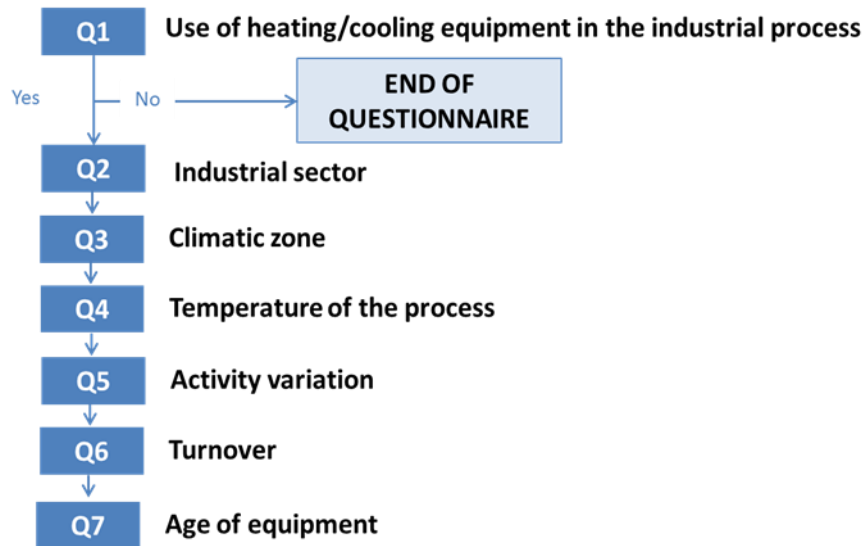 Q1
Use of heating/cooling equipment in the industrial process
Yes
No
END OF
QUESTIONNAIRE
Q2
Industrial sector
Q3
Climatic zone
Q4
Temperature of the process
Q5
Activity variation
Q6
Turnover
Q7
Age of equipment